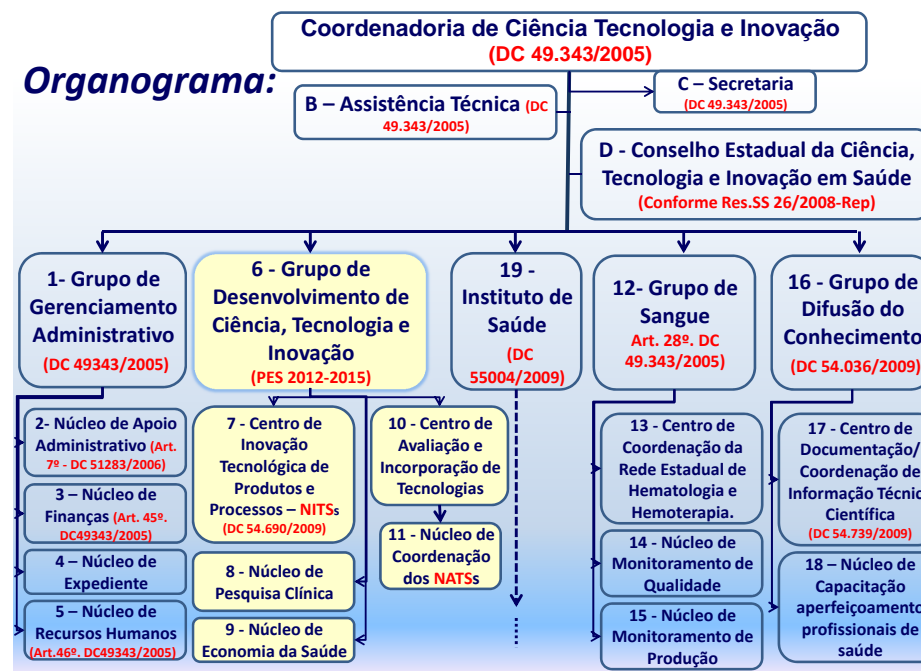 Coordenadoria de Ciência Tecnologia e Inovação
(DC 49.343/2005)
Organograma:
B – Assistência Técnica (DC
49.343/2005)
C – Secretaria
(DC 49.343/2005)
D - Conselho Estadual da Ciência,
Tecnologia e Inovação em Saúde
(Conforme Res.SS 26/2008-Rep)
1- Grupo de
Gerenciamento
Administrativo
(DC 49343/2005)
6 - Grupo de
Desenvolvimento de
Ciência, Tecnologia e
Inovação
(PES 2012-2015)
19 -
Instituto de
Saúde
(DC
55004/2009)
12- Grupo de
Sangue
Art. 28º. DC
49.343/2005)
16 - Grupo de
Difusão do
Conhecimento
(DC 54.036/2009)
2- Núcleo de Apoio
Administrativo (Art.
7º - DC 51283/2006)
3 – Núcleo de
Finanças (Art. 45º.
DC49343/2005)
4 – Núcleo de
Expediente
5 – Núcleo de
Recursos Humanos
(Art.46º. DC49343/2005)
7 - Centro de
Inovação
Tecnológica de
Produtos e
Processos – NITSs
(DC 54.690/2009)
8 - Núcleo de
Pesquisa Clínica
9 - Núcleo de
Economia da Saúde
10 - Centro de
Avaliação e
Incorporação de
Tecnologias
11 - Núcleo de
Coordenação
dos NATSs
13 - Centro de
Coordenação da
Rede Estadual de
Hematologia e
Hemoterapia.
14 - Núcleo de
Monitoramento de
Qualidade
15 - Núcleo de
Monitoramento de
Produção
17 - Centro de
Documentação/
Coordenação de
Informação Técnic
Científica
(DC 54.739/2009)
18 – Núcleo de
Capacitação
aperfeiçoamento
profissionais de
saúde